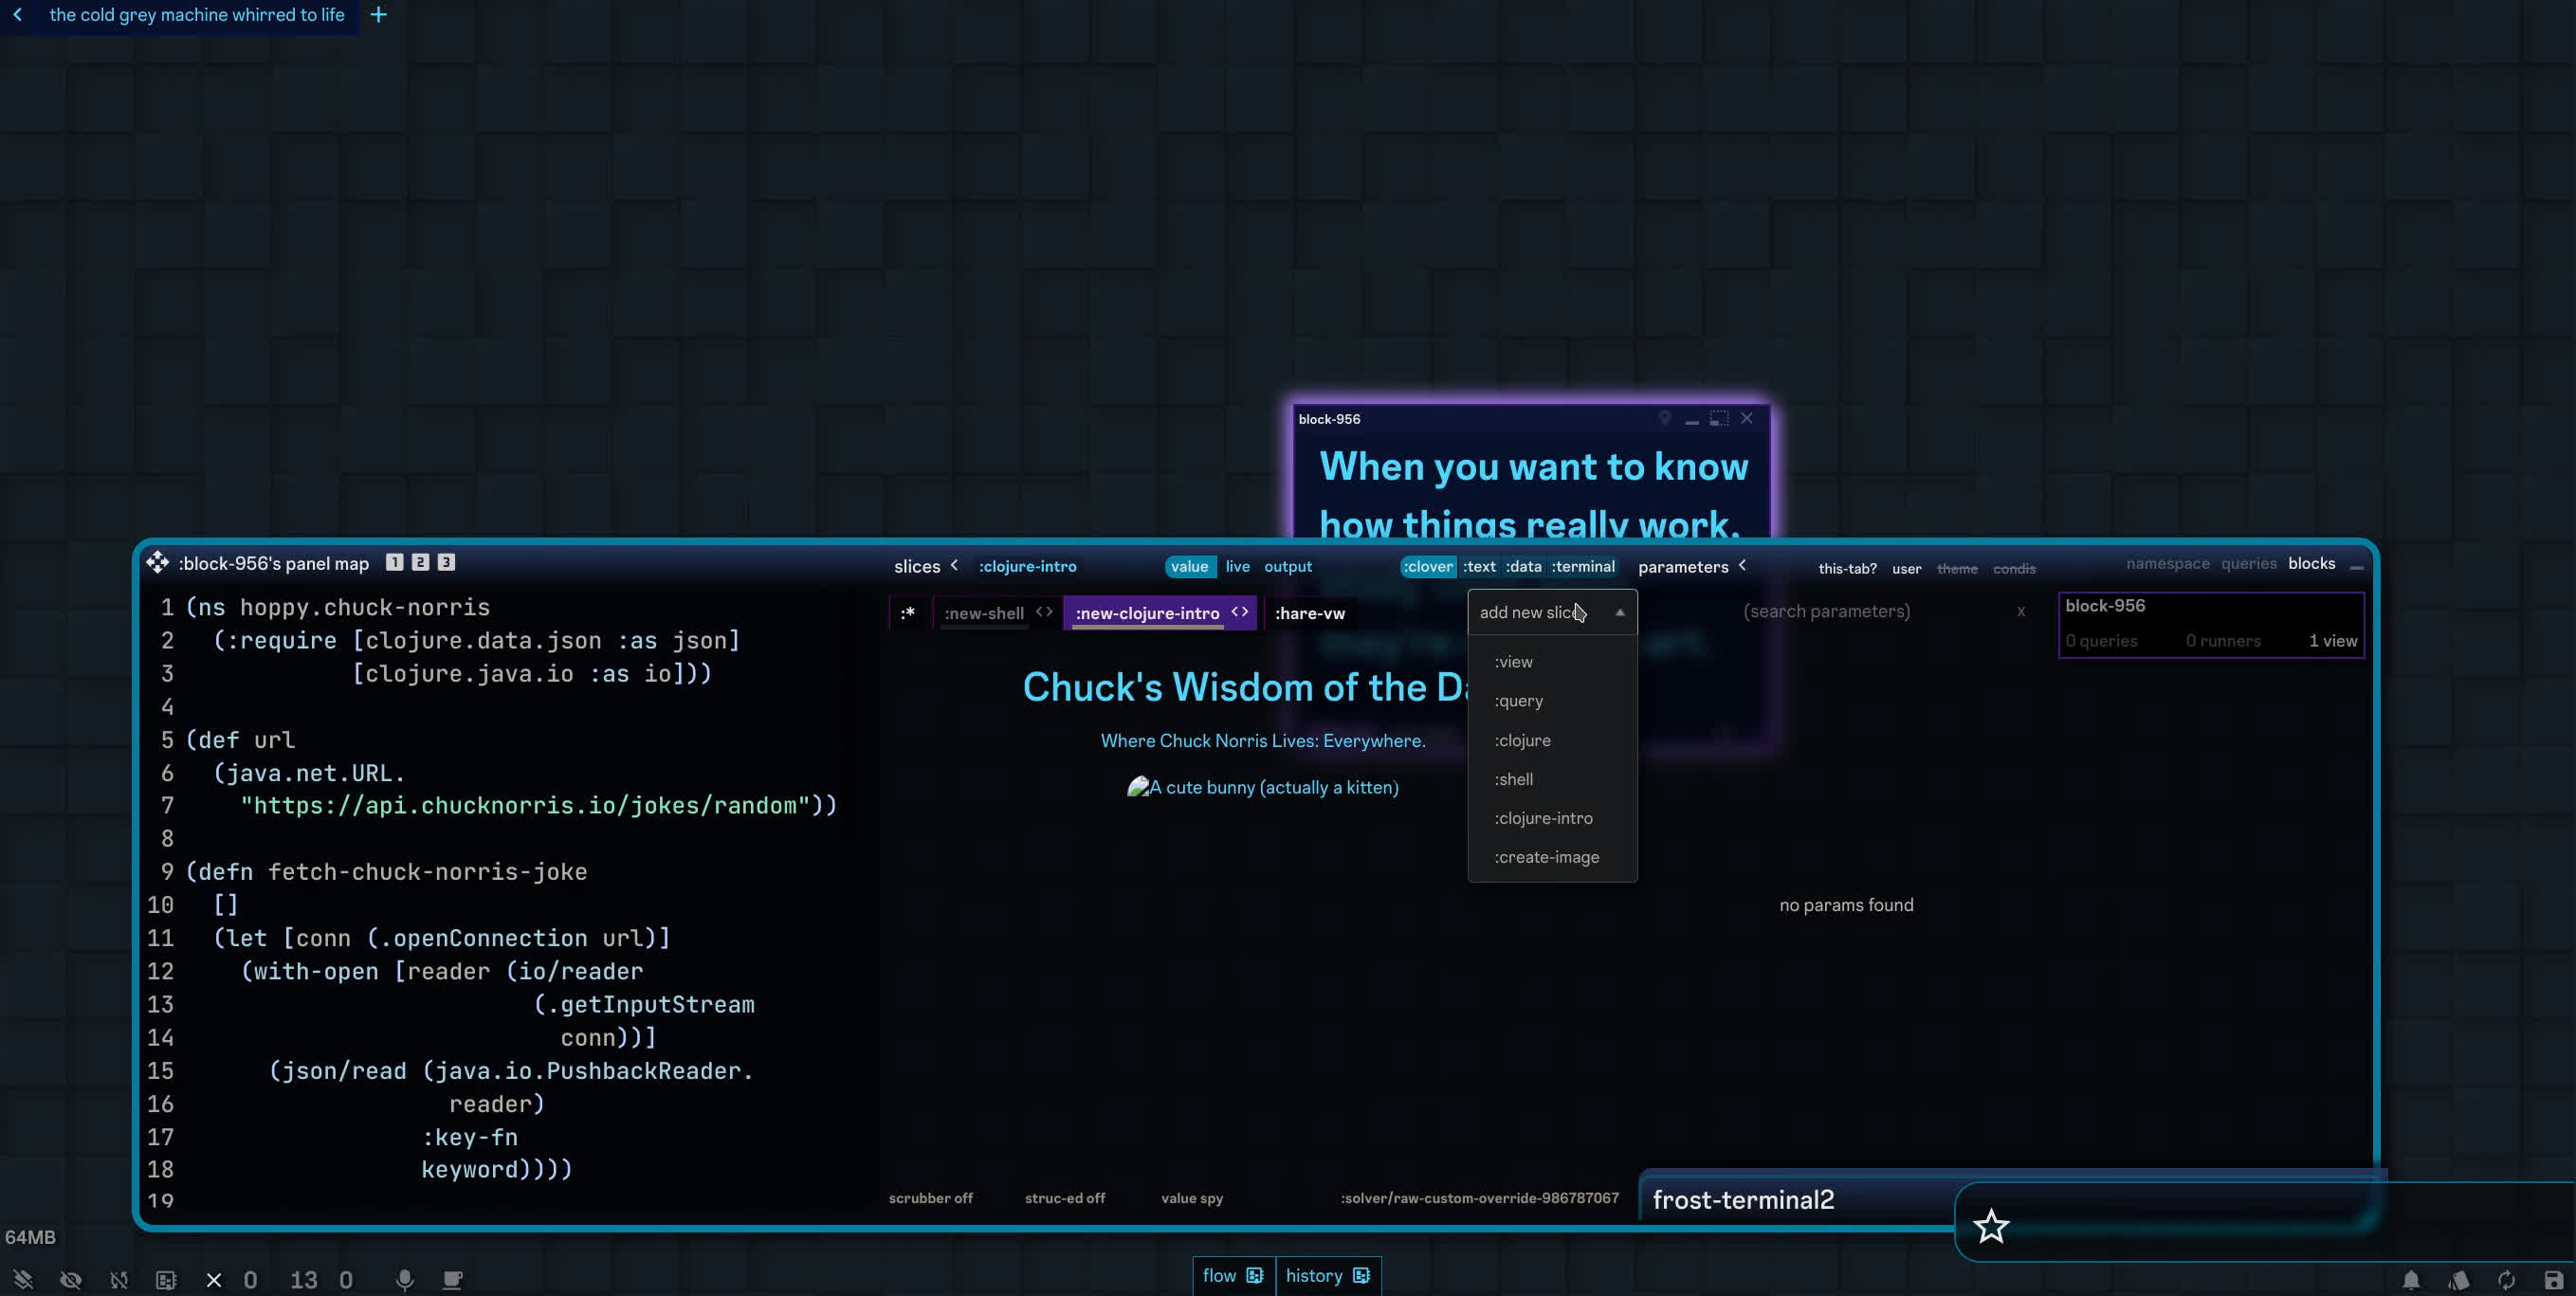 the cold grey machine whirred to life +
block-956
When you want to know
how things really work,
:block-956's panel map 1 2 3
slices < :clojure-intro value live output :clover :text :data :terminal parameters < this-tab? user theme condis namespace queries blocks
:* :new-shell <> :new-clojure-intro <> :hare-vw add new slice (search parameters) x
block-956
0 queries 0 runners 1 view
1 (ns hoppy.chuck-norris
2 (:require [clojure.data.json :as json]
3 [clojure.java.io :as io]))
4
5 (def url
6 (java.net.URL.
7 "https://api.chucknorris.io/jokes/random"))
8
9 (defn fetch-chuck-norris-joke
10 []
11 (let [conn (.openConnection url)]
12 (with-open [reader (io/reader
13 (.getInputStream
14 conn))]
15 (json/read (java.io.PushbackReader.
16 reader)
17 :key-fn
18 keyword))))
19
Chuck's Wisdom of the Da
Where Chuck Norris Lives: Everywhere.
A cute bunny (actually a kitten)
:view
:query
:clojure
:shell
:clojure-intro
:create-image
no params found
scrubber off struc-ed off value spy :solver/raw-custom-override-986787067
frost-terminal2
64MB
0 13 0
flow history